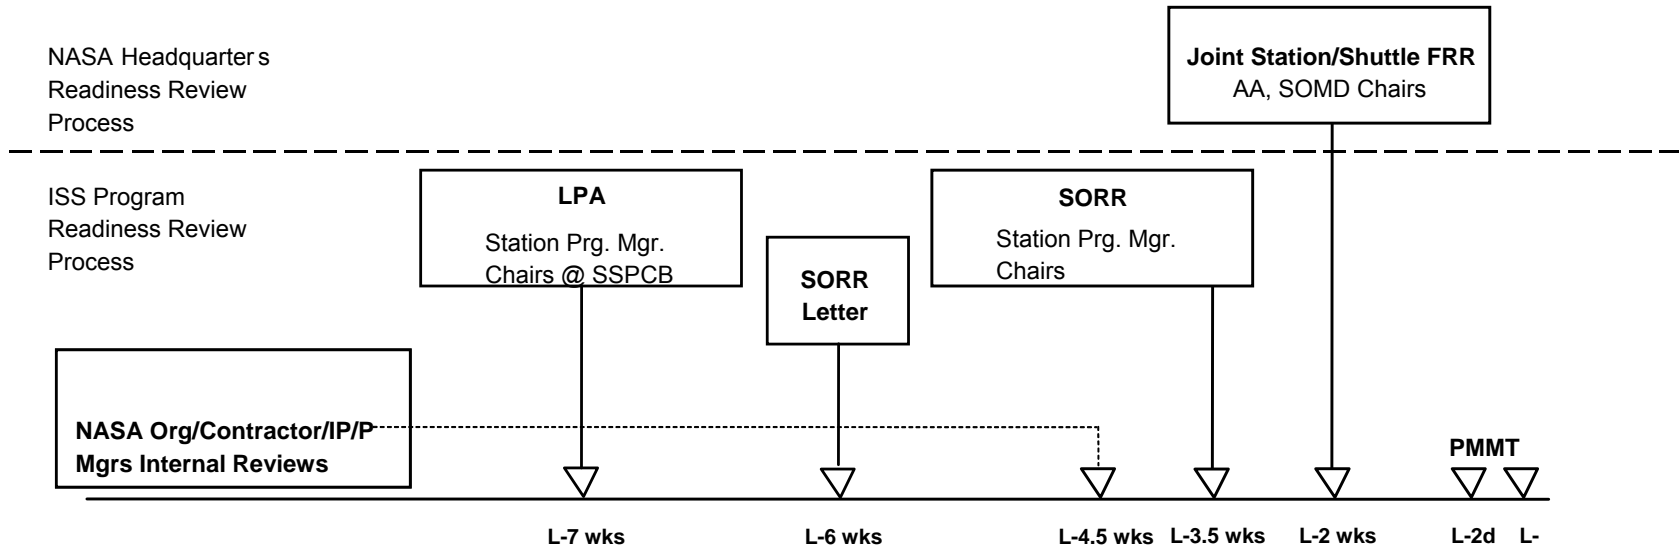 NASA Headquarters
Readiness Review
Process
Joint Station/Shuttle FRR
AA, SOMD Chairs
ISS Program
Readiness Review
Process
LPA
Station Prg. Mgr.
Chairs @ SSPCB
SORR
Letter
SORR
Station Prg. Mgr.
Chairs
NASA Org/Contractor/IP/P
Mgrs Internal Reviews
PMMT
L-7 wks
L-6 wks
L-4.5 wks
L-3.5 wks
L-2 wks
L-2d
L-